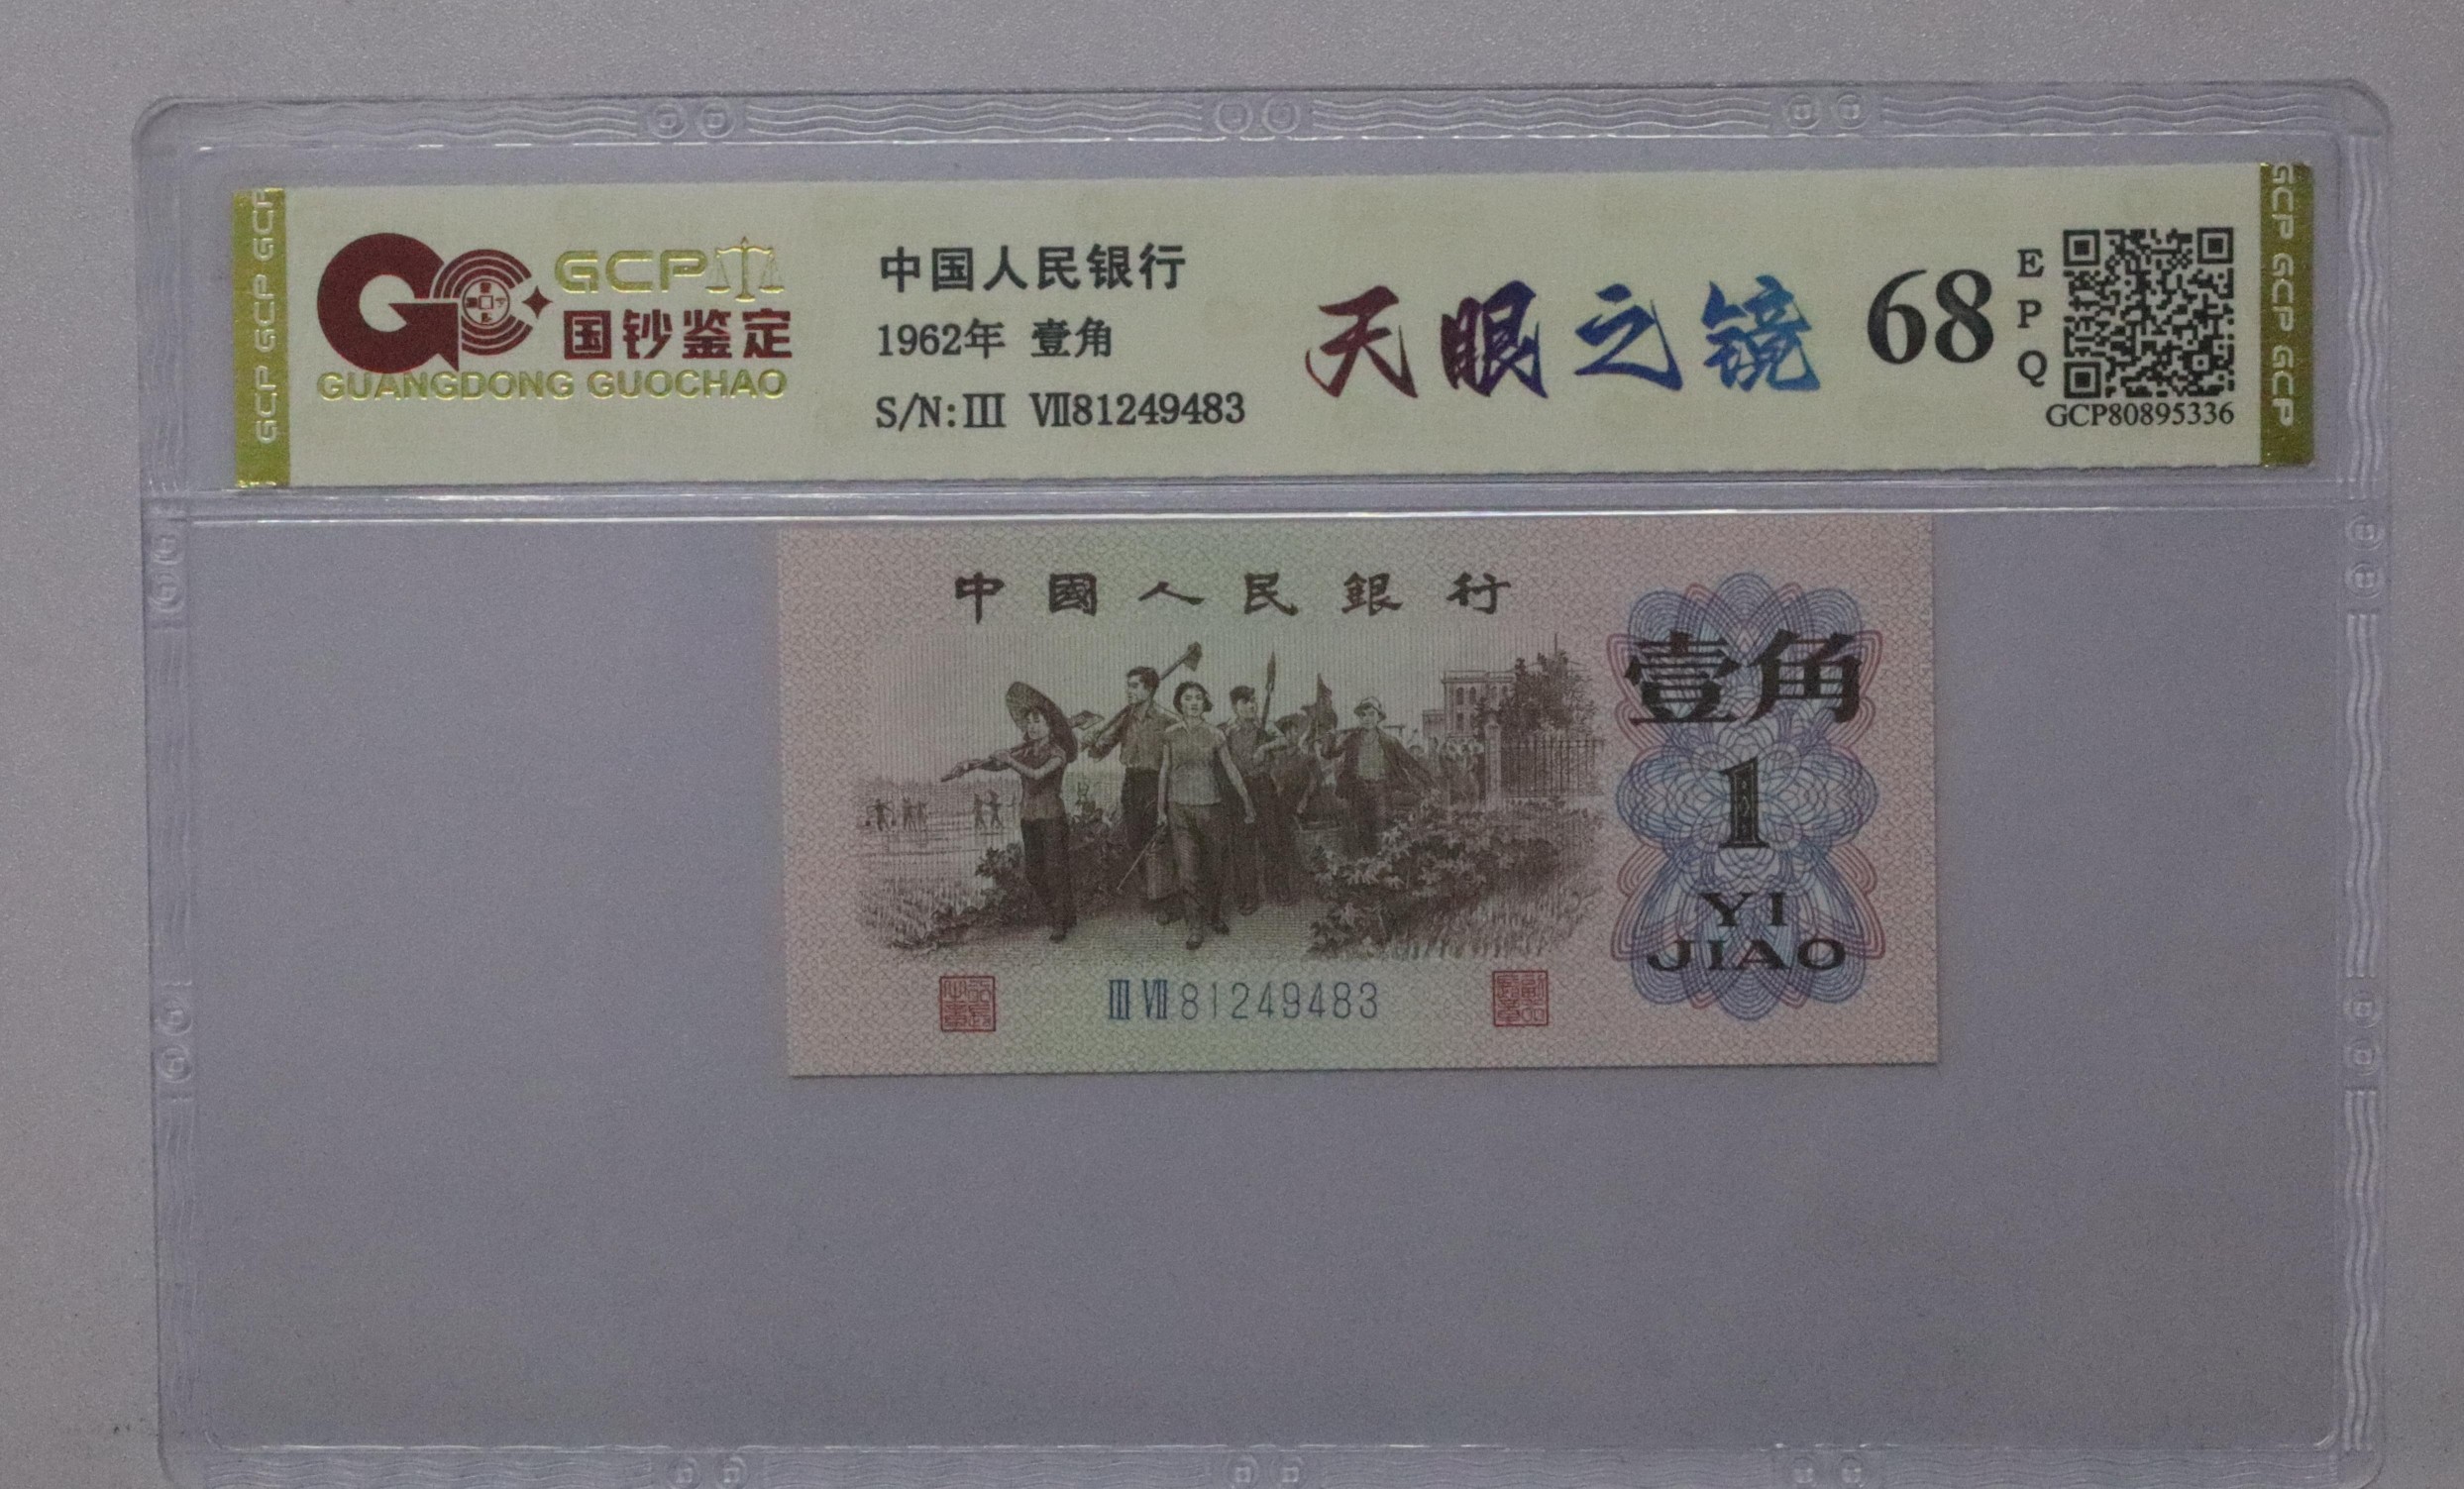 GCP GCP GCP
GCP
国钞鉴定
GUANGDONG GUOCHAO
中国人民银行
1962年 壹角
S/N:III VII81249483
天眼之镜
68
EPQ
GCP80895336
GCP GCP GCP
中國人民銀行
壹角
1
YI
JIAO
III VII 81249483